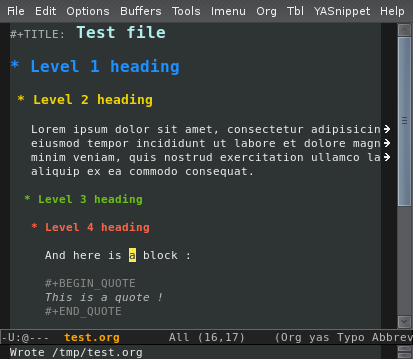 File Edit Options Buffers Tools Imenu Org Tbl YASnippet Help
#+TITLE: Test file
* Level 1 heading
* Level 2 heading
Lorem ipsum dolor sit amet, consectetur adipisicin
eiusmod tempor incididunt ut labore et dolore magn
minim veniam, quis nostrud exercitation ullamco la
aliquip ex ea commodo consequat.
* Level 3 heading
* Level 4 heading
And here is a block :
#+BEGIN_QUOTE
This is a quote !
#+END_QUOTE
-U:@--- test.org All (16,17) (Org yas Typo Abbrev
Wrote /tmp/test.org